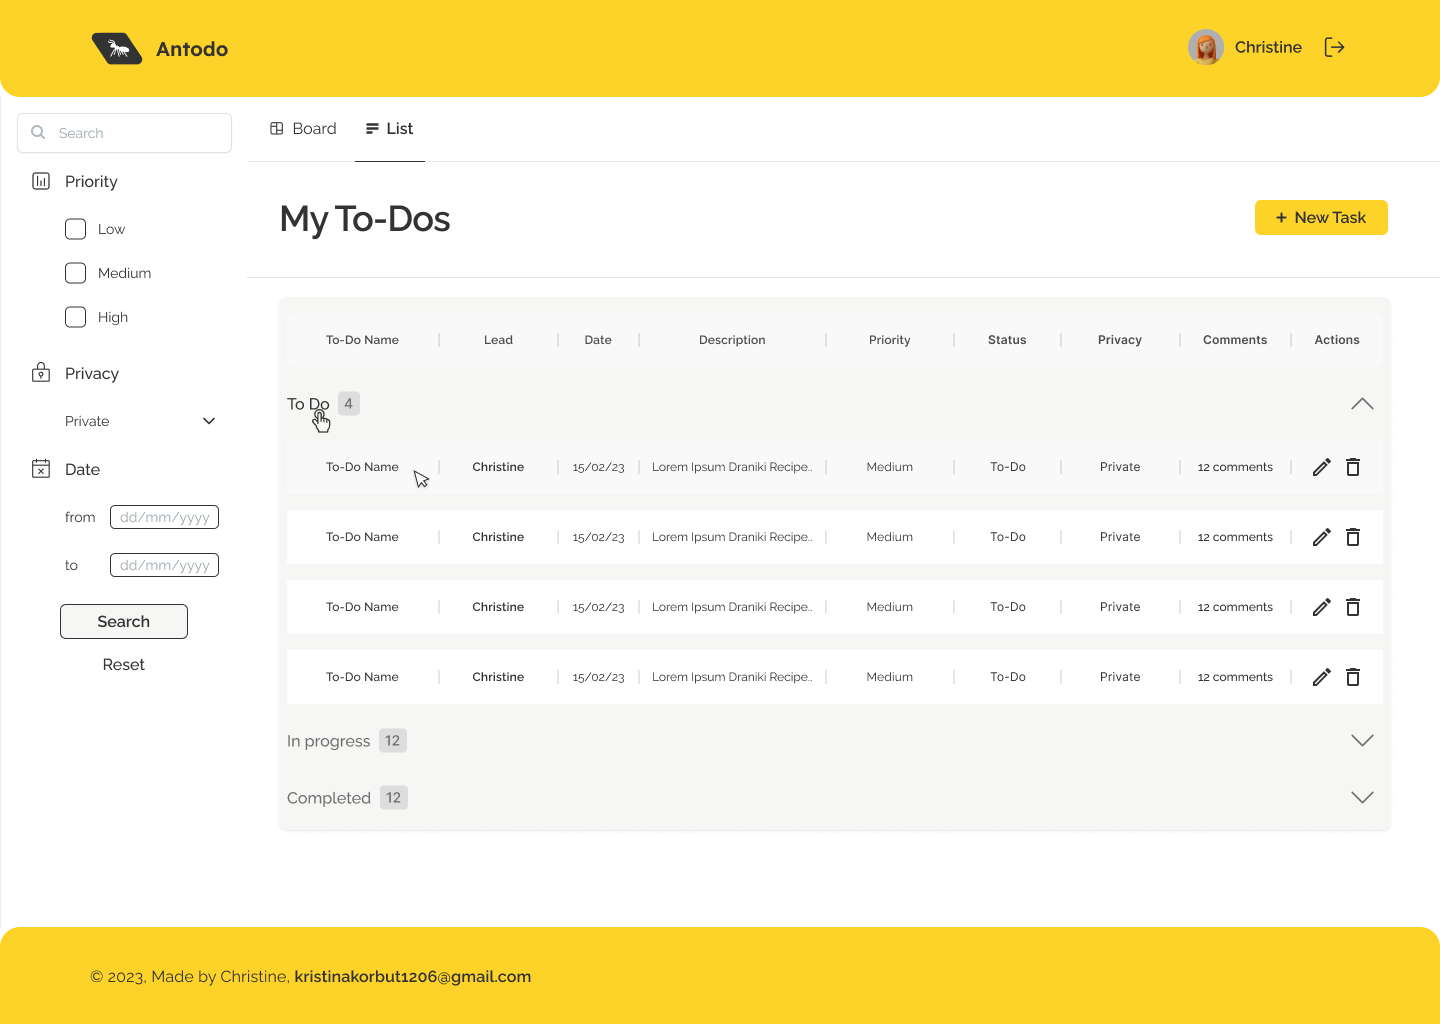 Antodo
Christine
Search
Board
List
Priority
Low
Medium
High
Privacy
Private
Date
from dd/mm/yyyy
to dd/mm/yyyy
Search
Reset
My To-Dos
+ New Task
To-Do Name Lead Date Description Priority Status Privacy Comments Actions
To Do 4
To-Do Name Christine 15/02/23 Lorem Ipsum Draniki Recipe.. Medium To-Do Private 12 comments
To-Do Name Christine 15/02/23 Lorem Ipsum Draniki Recipe.. Medium To-Do Private 12 comments
To-Do Name Christine 15/02/23 Lorem Ipsum Draniki Recipe.. Medium To-Do Private 12 comments
To-Do Name Christine 15/02/23 Lorem Ipsum Draniki Recipe.. Medium To-Do Private 12 comments
In progress 12
Completed 12
© 2023, Made by Christine, kristinakorbut1206@gmail.com